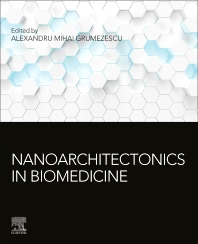 Edited by
ALEXANDRU MIHAI GRUMEZESCU
NANOARCHITECTONICS
IN BIOMEDICINE
ELSEVIER